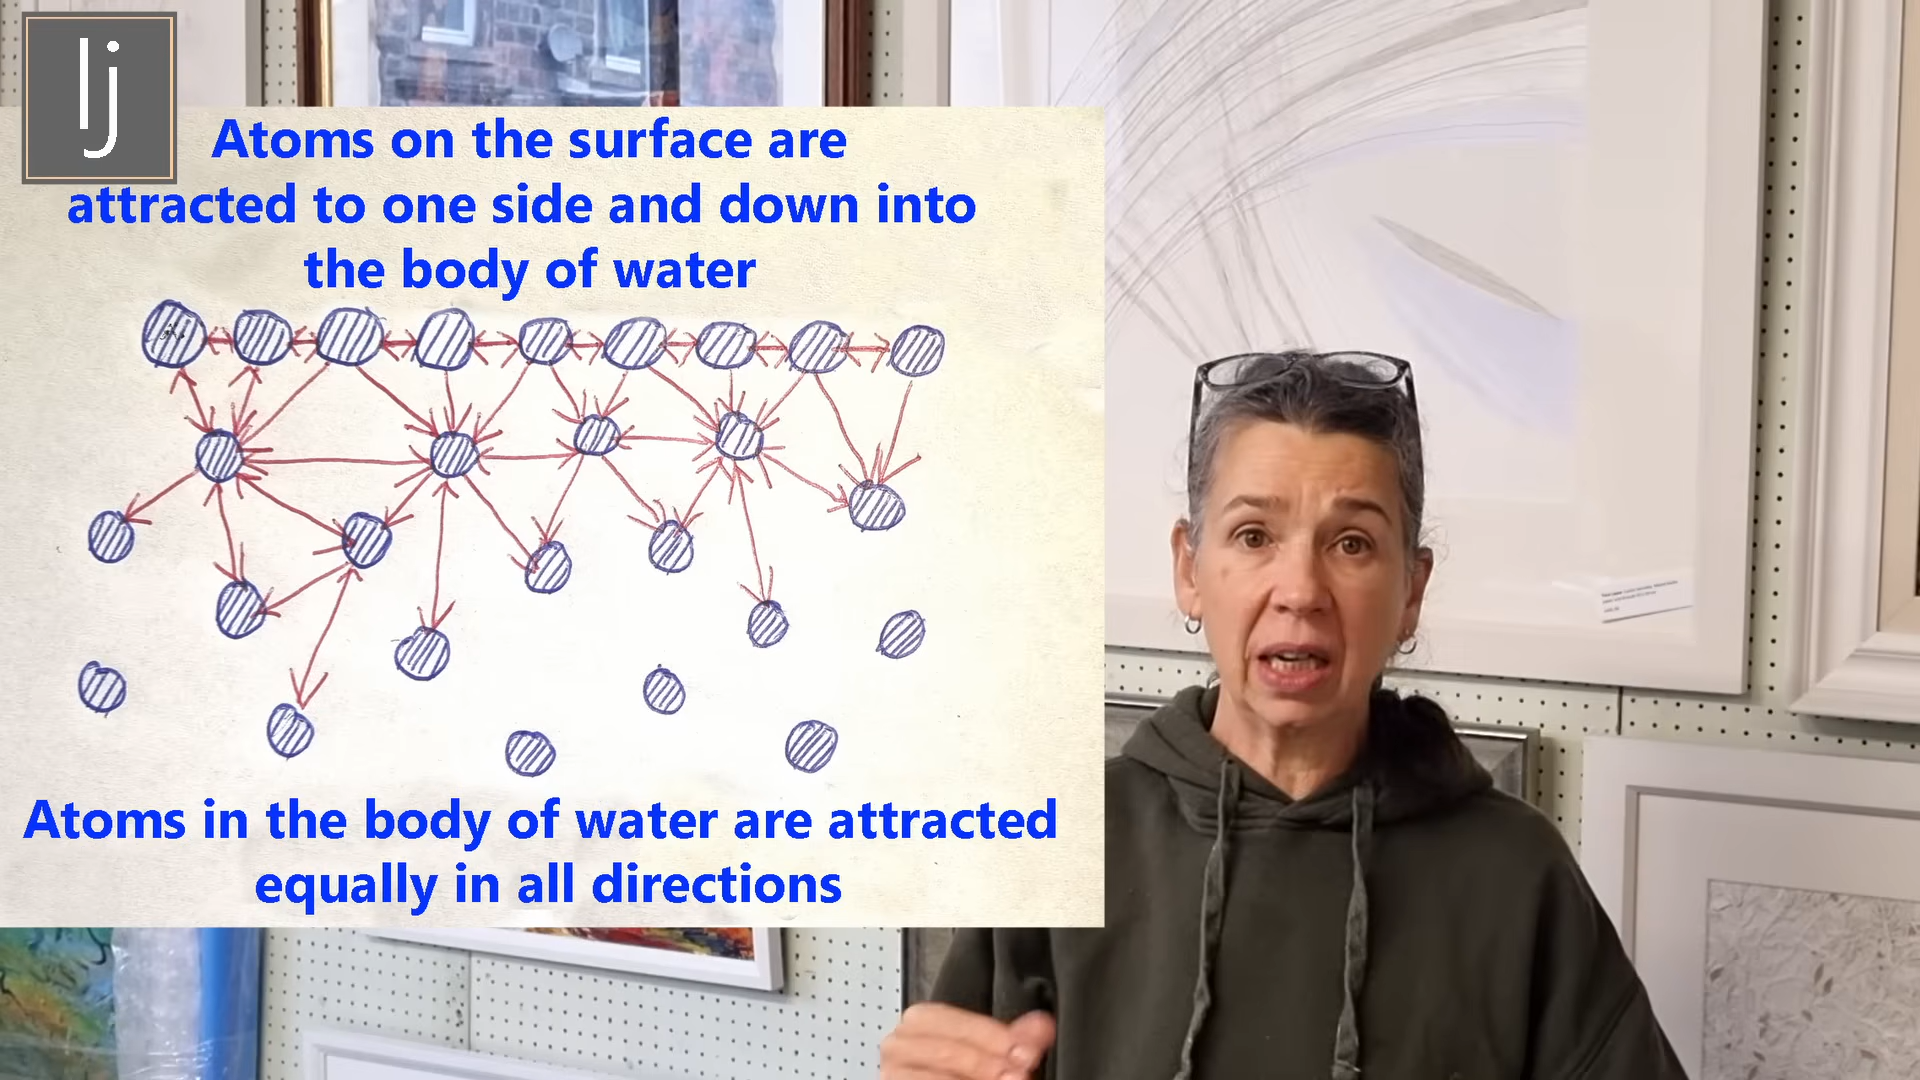 lj
Atoms on the surface are
attracted to one side and down into
the body of water
Atoms in the body of water are attracted
equally in all directions